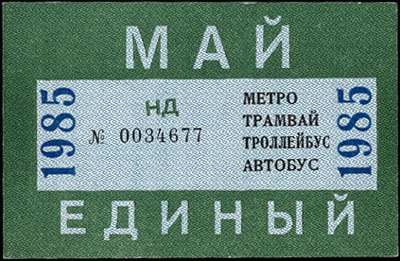 МАЙ
1985
НД
№ 0034677
МЕТРО
ТРАМВАЙ
ТРОЛЛЕЙБУС
АВТОБУС
1985
ЕДИНЫЙ